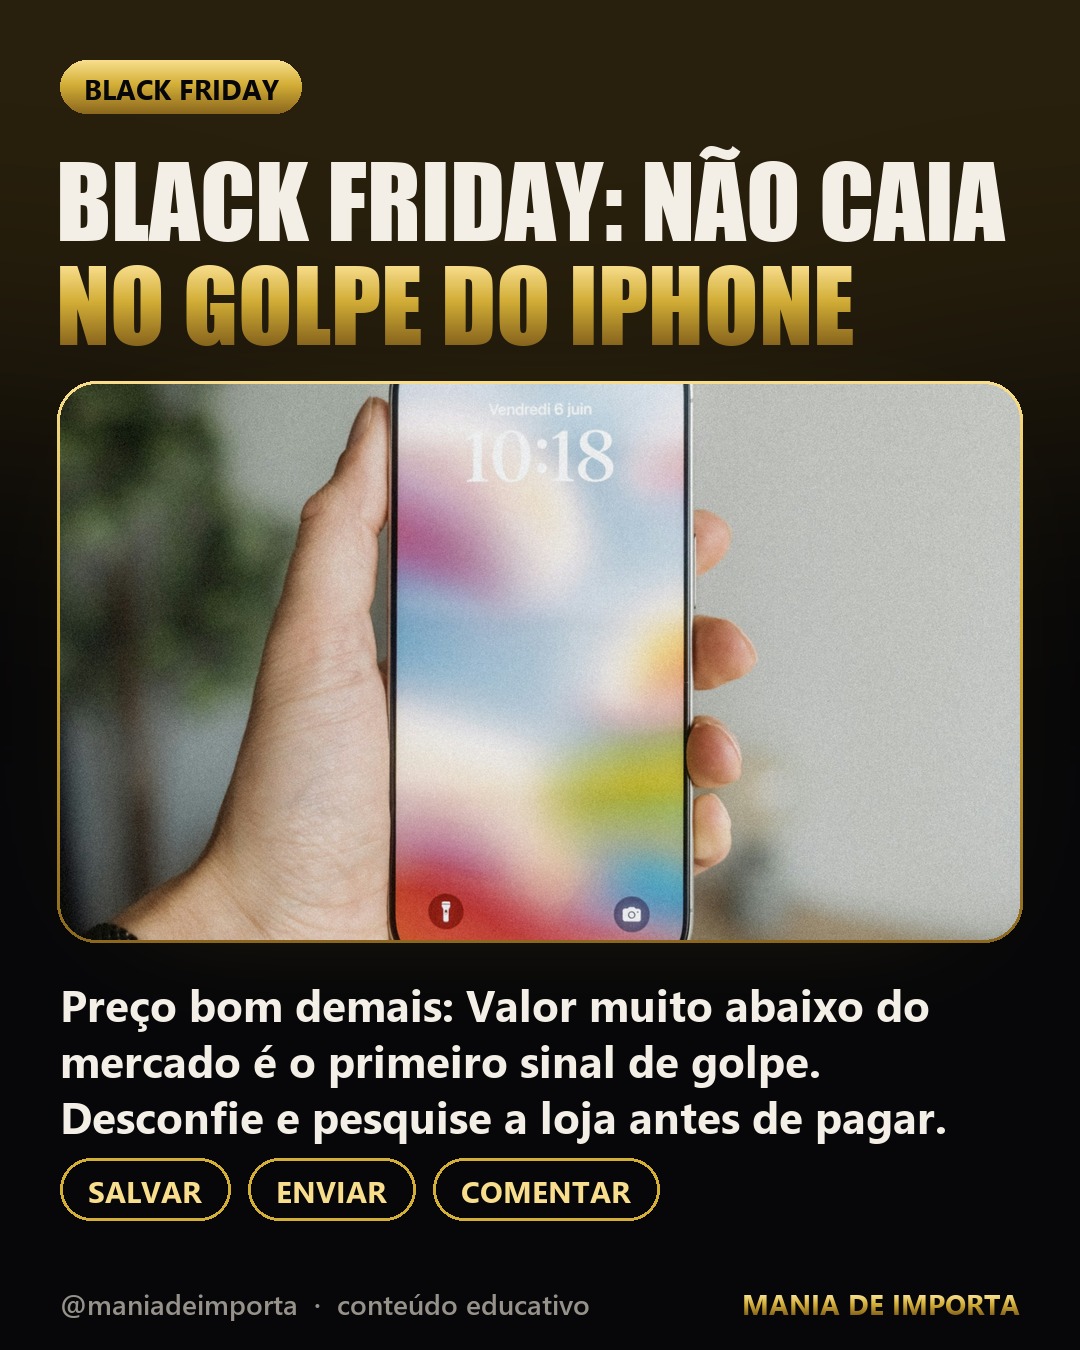 BLACK FRIDAY
BLACK FRIDAY: NÃO CAIA
NO GOLPE DO IPHONE
Vendredi 6 juin
10:18
Preço bom demais: Valor muito abaixo do
mercado é o primeiro sinal de golpe.
Desconfie e pesquise a loja antes de pagar.
SALVAR ENVIAR COMENTAR
@maniadeimporta · conteúdo educativo MANIA DE IMPORTA